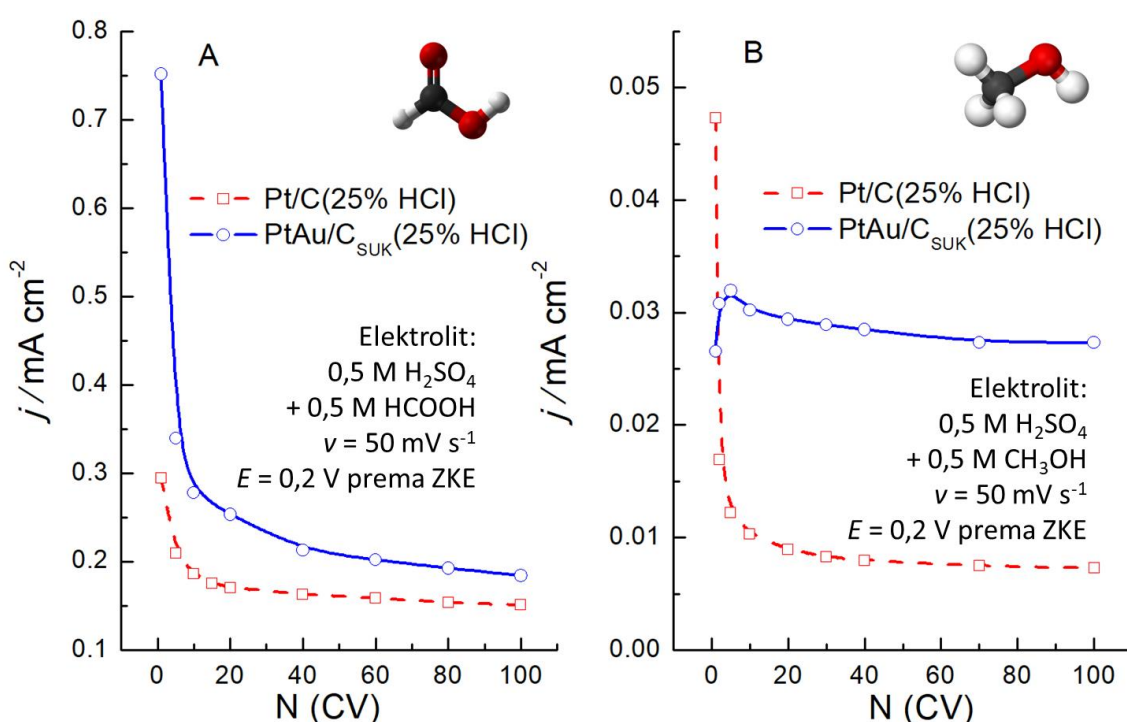 A
0.8
0.7
0.6
0.5
0.4
0.3
0.2
0.1
j / mA cm⁻²
Pt/C(25% HCl)
PtAu/C_SUK(25% HCl)
Elektrolit:
0,5 M H₂SO₄
+ 0,5 M HCOOH
v = 50 mV s⁻¹
E = 0,2 V prema ZKE
0 20 40 60 80 100
N (CV)
B
0.05
0.04
0.03
0.02
0.01
0.00
j / mA cm⁻²
Pt/C(25% HCl)
PtAu/C_SUK(25% HCl)
Elektrolit:
0,5 M H₂SO₄
+ 0,5 M CH₃OH
v = 50 mV s⁻¹
E = 0,2 V prema ZKE
0 20 40 60 80 100
N (CV)